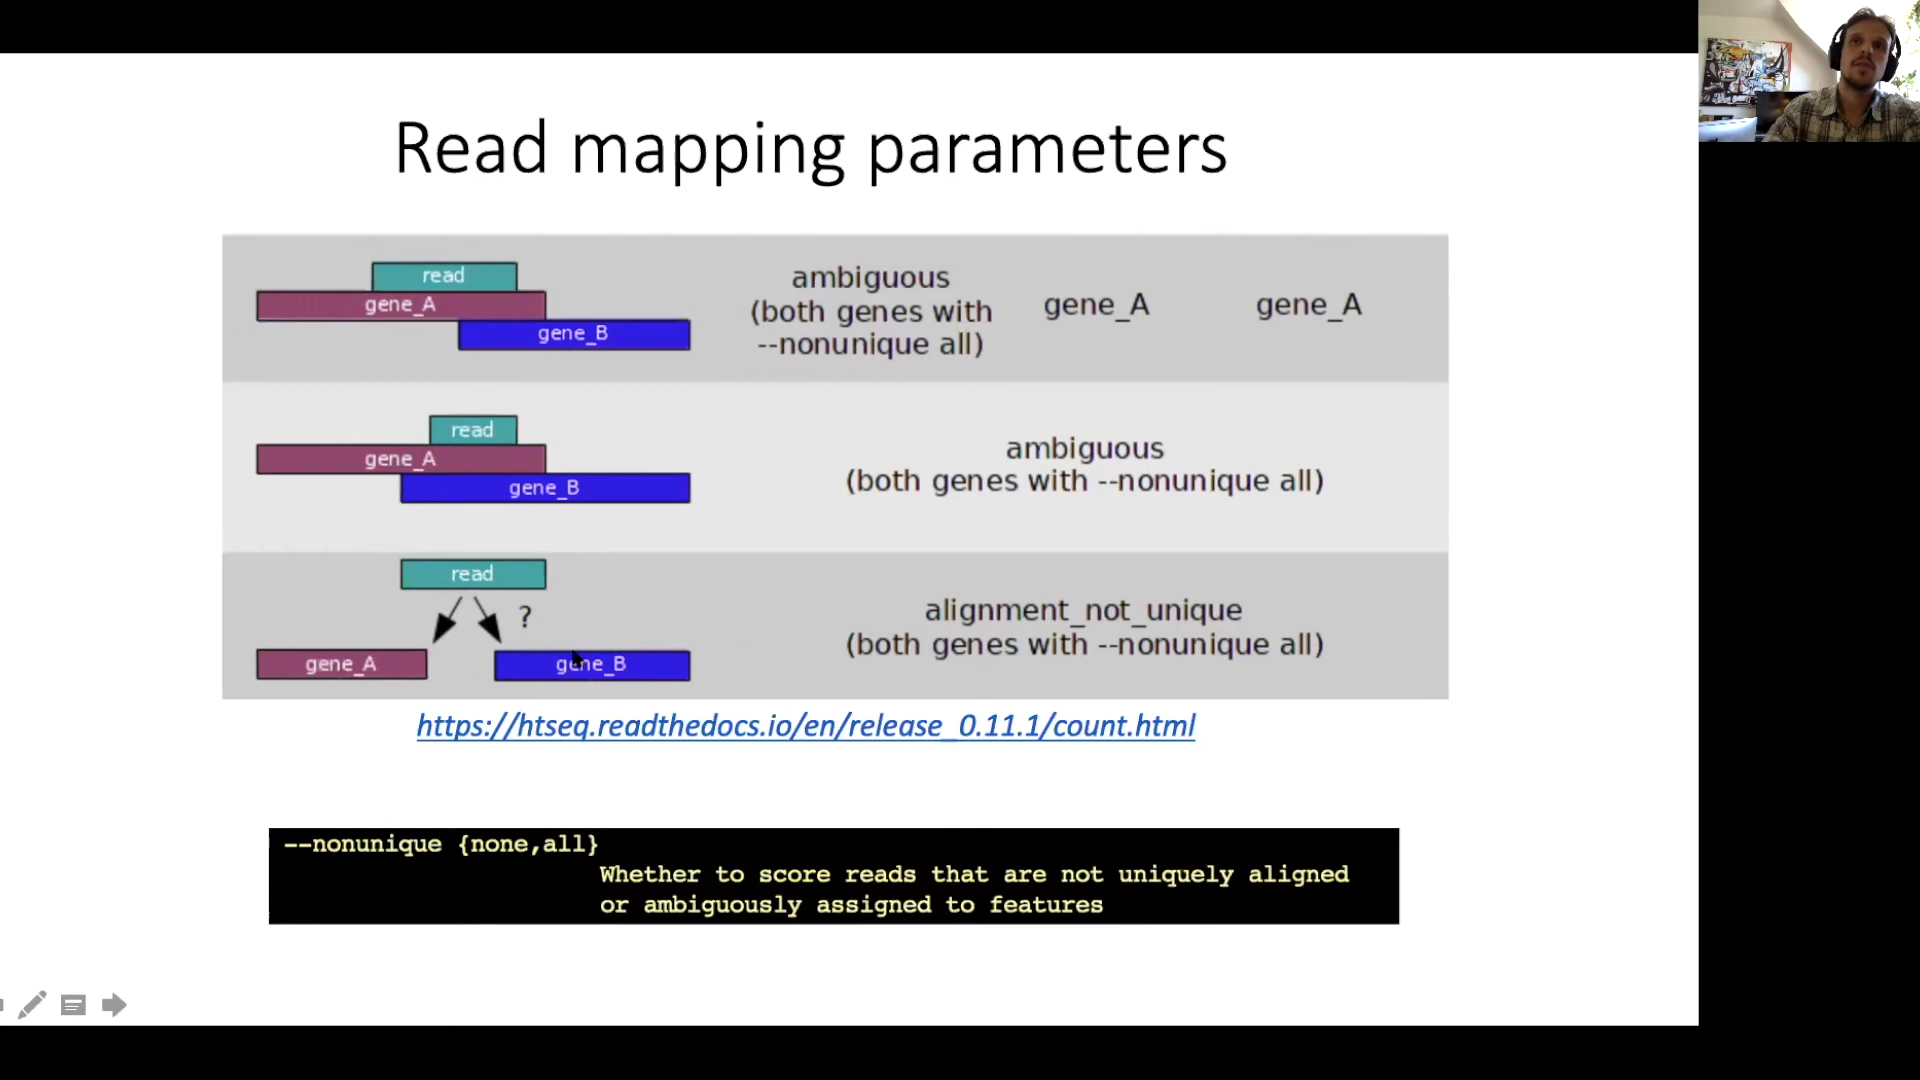 Read mapping parameters
read
gene_A
gene_B
ambiguous
(both genes with
--nonunique all)
gene_A
gene_A
read
gene_A
gene_B
ambiguous
(both genes with --nonunique all)
read
?
gene_A
gene_B
alignment_not_unique
(both genes with --nonunique all)
https://htseq.readthedocs.io/en/release_0.11.1/count.html
--nonunique {none,all}
Whether to score reads that are not uniquely aligned
or ambiguously assigned to features